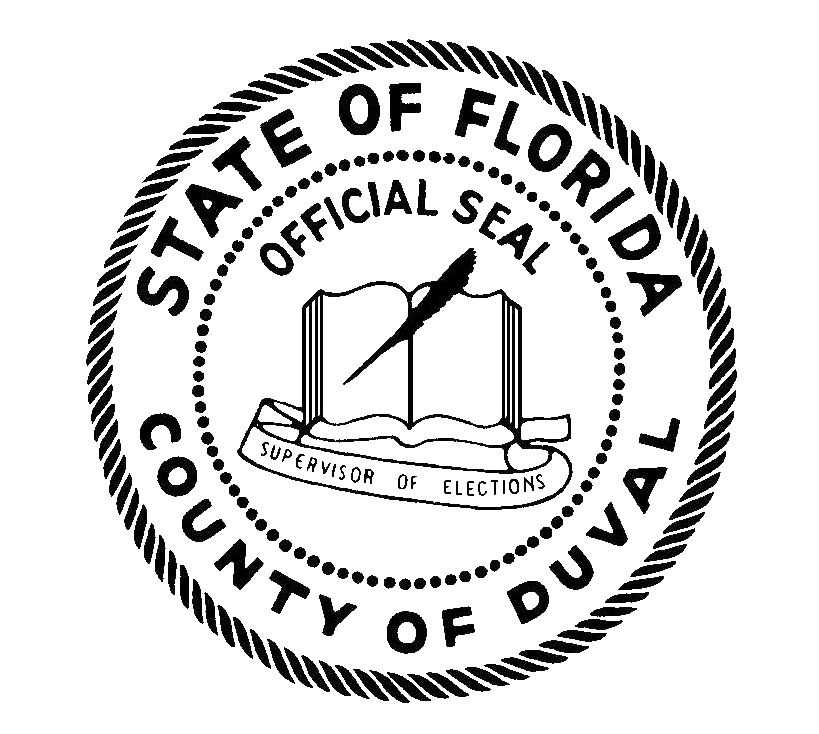 STATE OF FLORIDA
OFFICIAL SEAL
SUPERVISOR OF ELECTIONS
COUNTY OF DUVAL